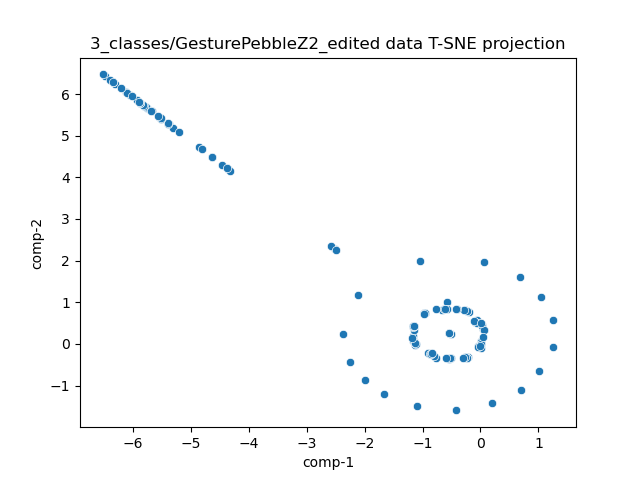 3_classes/GesturePebbleZ2_edited data T-SNE projection
6
5
4
3
2
1
0
−1
comp-2
−6 −5 −4 −3 −2 −1 0 1
comp-1